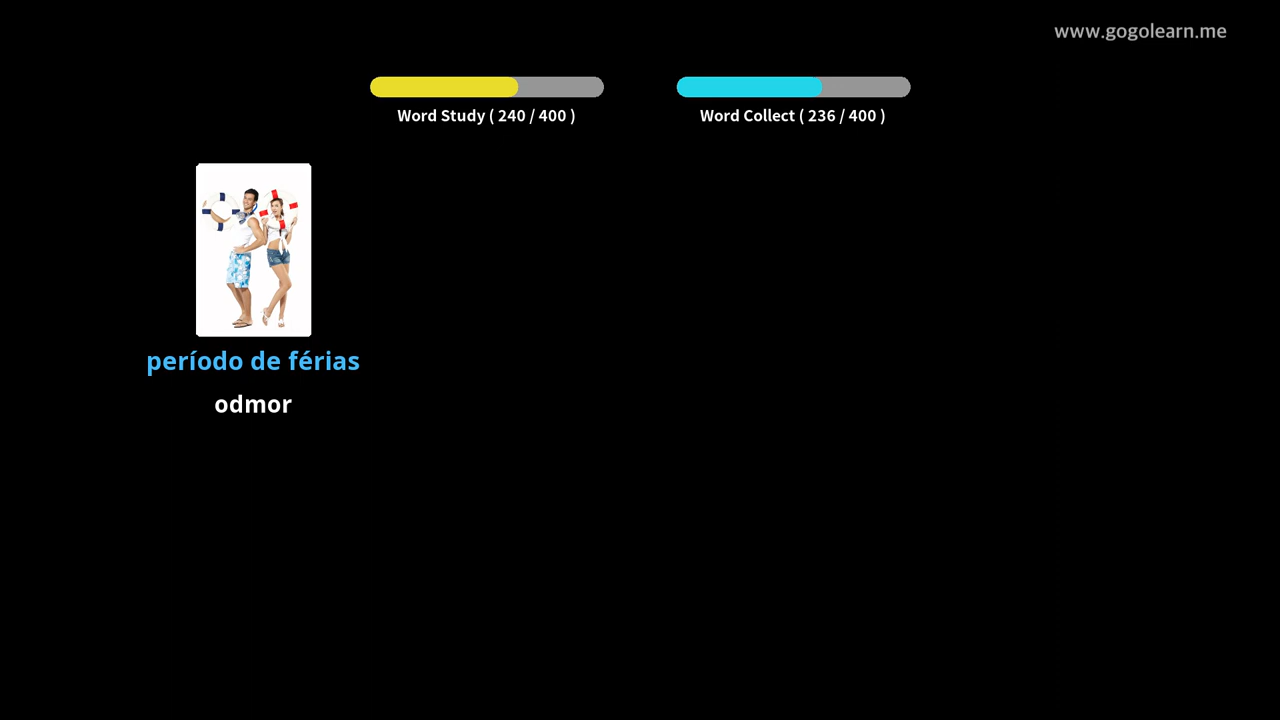 www.gogolearn.me
Word Study ( 240 / 400 )
Word Collect ( 236 / 400 )
período de férias
odmor